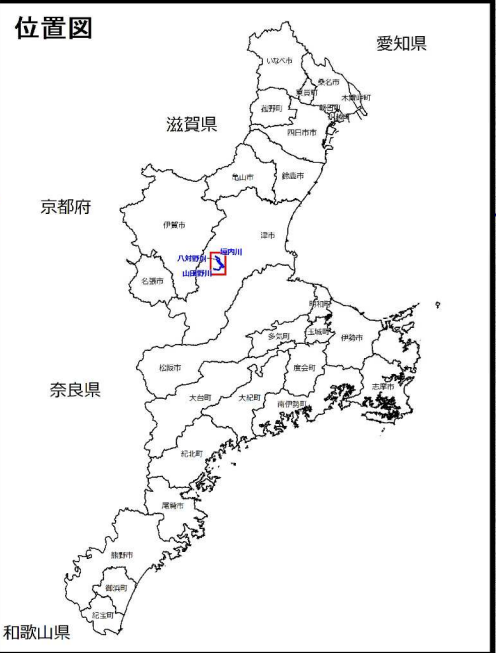 位置図
愛知県
いなべ市
桑名市
東員町
木曽岬町
菰野町
朝日町
川越町
四日市市
滋賀県
亀山市
鈴鹿市
京都府
伊賀市
津市
垣内川
八対野川
山田野川
名張市
明和町
多気町
玉城町
伊勢市
松阪市
度会町
奈良県
志摩市
大台町
大紀町
南伊勢町
紀北町
尾鷲市
熊野市
御浜町
紀宝町
和歌山県